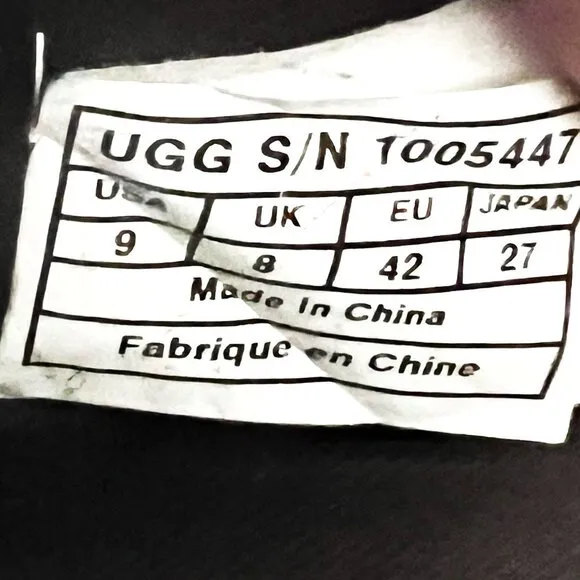 UGG S/N 1005447
USA UK EU JAPAN
9 8 42 27
Made In China
Fabrique en Chine